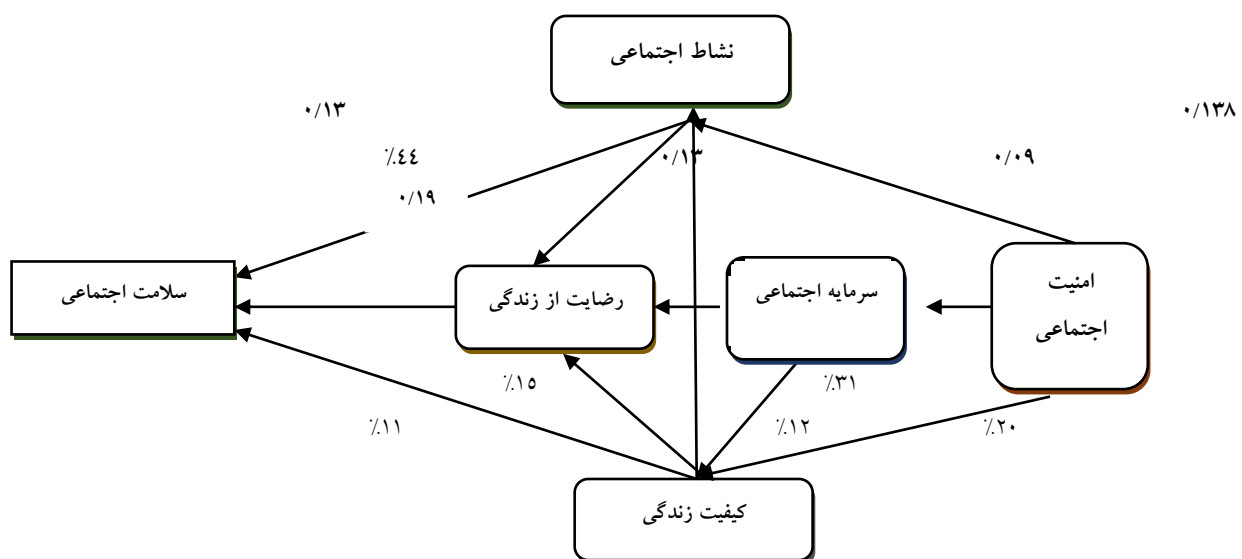 نشاط اجتماعی
۰/۱۳۸
۰/۱۳
۰/۰۹
۰/۱۳
٪٤٤
۰/۱۹
امنیت
اجتماعی
سرمایه اجتماعی
رضایت از زندگی
سلامت اجتماعی
٪۳۱
٪۱۵
٪۲۰
٪۱۲
٪۱۱
کیفیت زندگی